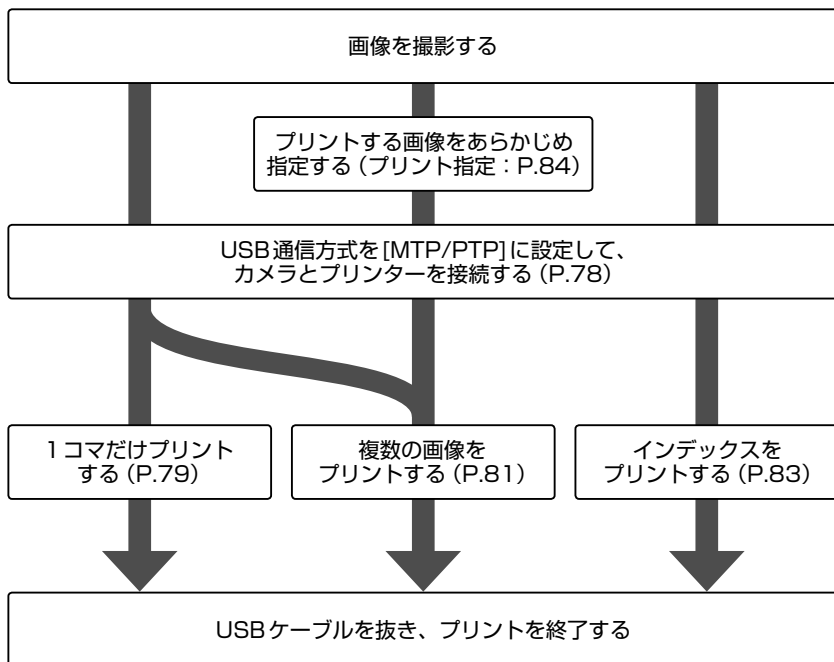 画像を撮影する
プリントする画像をあらかじめ
指定する（プリント指定：P.84）
USB通信方式を[MTP/PTP]に設定して、
カメラとプリンターを接続する（P.78）
1コマだけプリント
する（P.79）
複数の画像を
プリントする（P.81）
インデックスを
プリントする（P.83）
USBケーブルを抜き、プリントを終了する